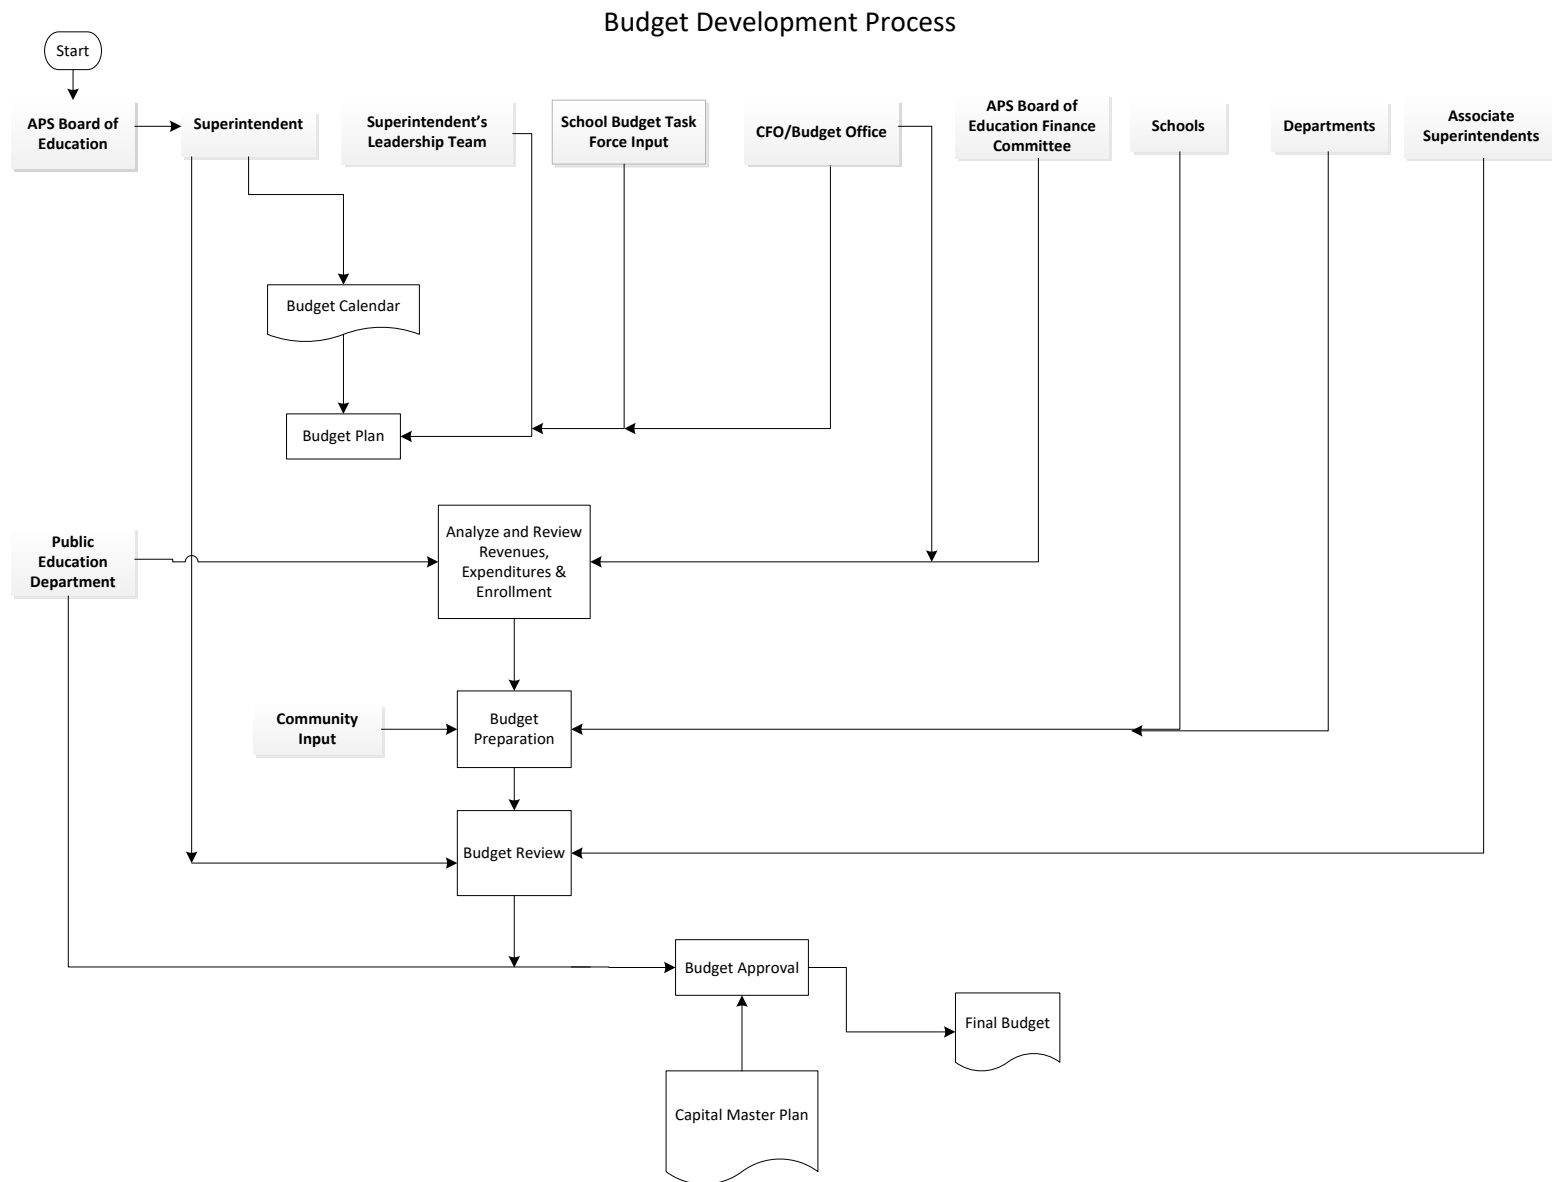 Budget Development Process
Start
APS Board of
Education
Superintendent
Superintendent’s
Leadership Team
School Budget Task
Force Input
CFO/Budget Office
APS Board of
Education Finance
Committee
Schools
Departments
Associate
Superintendents
Budget Calendar
Budget Plan
Public
Education
Department
Analyze and Review
Revenues,
Expenditures &
Enrollment
Community
Input
Budget
Preparation
Budget Review
Budget Approval
Final Budget
Capital Master Plan